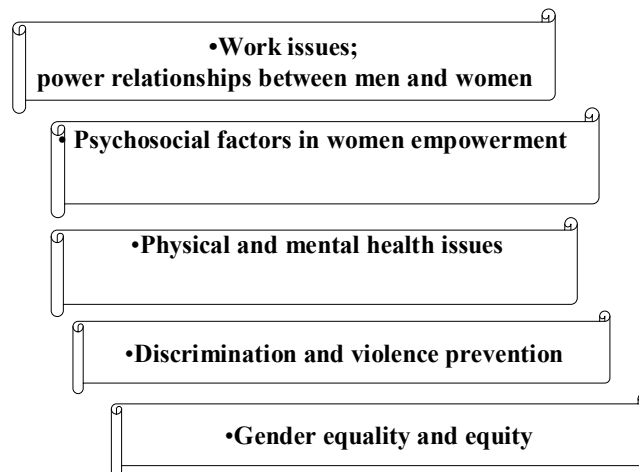 •Work issues;
power relationships between men and women
• Psychosocial factors in women empowerment
•Physical and mental health issues
•Discrimination and violence prevention
•Gender equality and equity